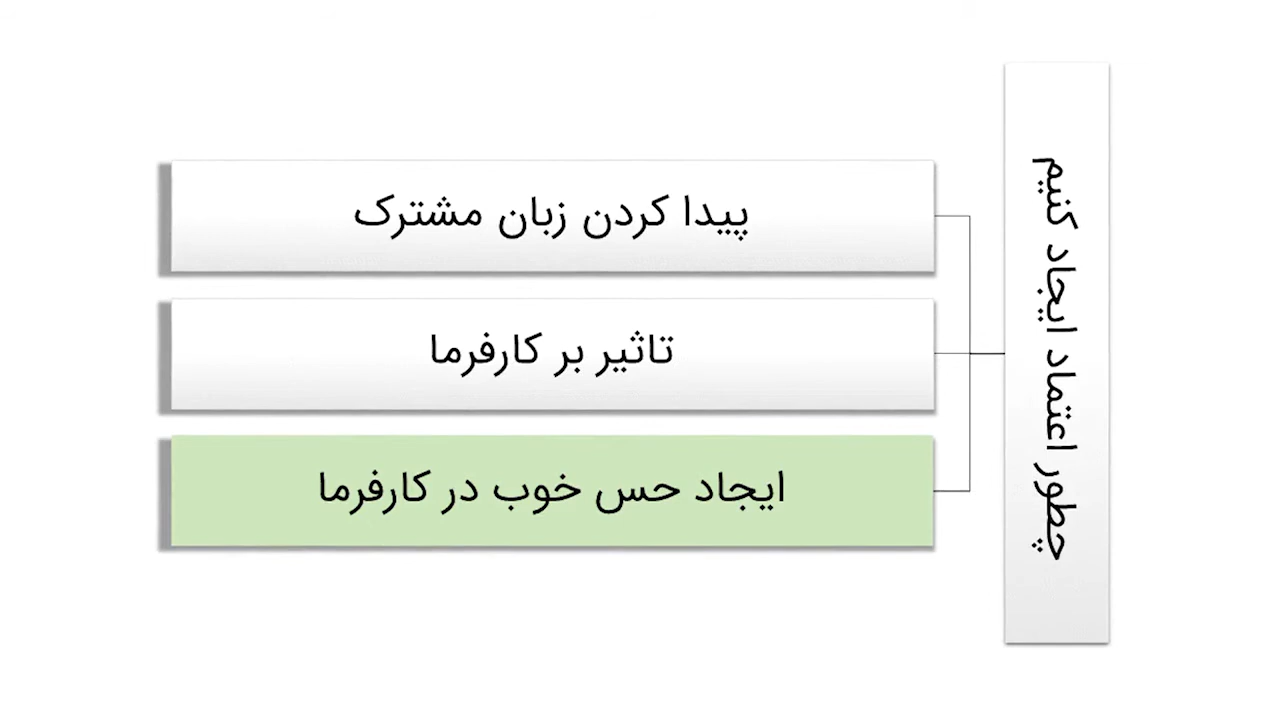 چطور اعتماد ایجاد کنیم
پیدا کردن زبان مشترک
تاثیر بر کارفرما
ایجاد حس خوب در کارفرما